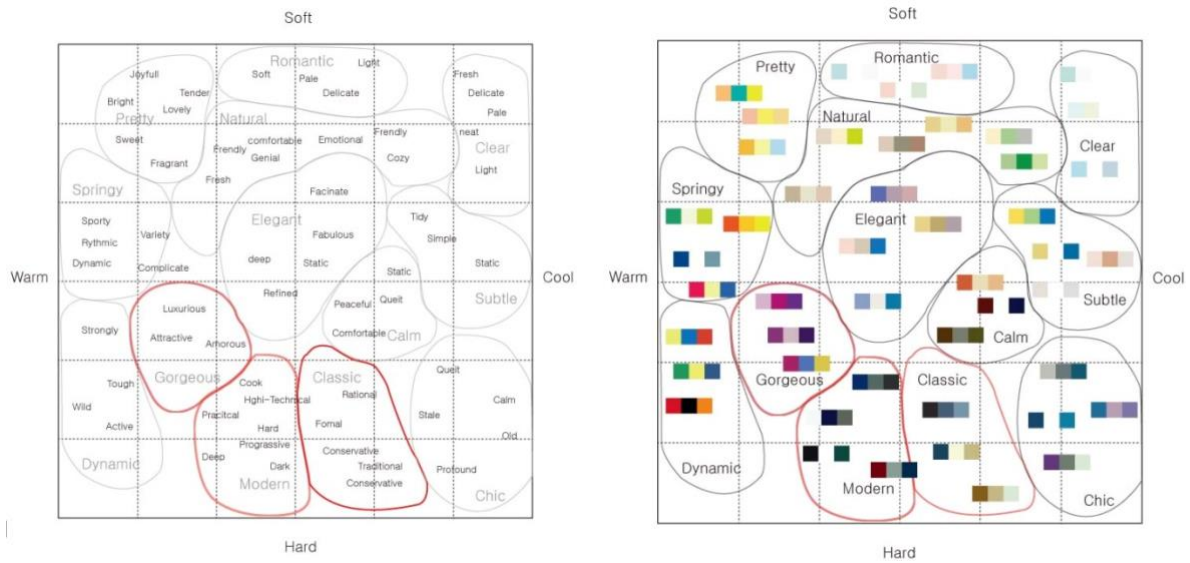 Soft
Romantic
Light
Joyfull
Soft
Pale
Fresh
Tender
Delicate
Delicate
Bright
Lovely
Pale
Pretty
Natural
Sweet
comfortable
Emotional
Frendly
neat
Frendly
Genial
Cozy
Clear
Fragrant
Light
Fresh
Springy
Facinate
Sporty
Elegant
Tidy
Rythmic
Variety
Fabulous
Simple
Dynamic
Complicate
deep
Static
Static
Static
Warm
Cool
Refined
Peaceful
Queit
Subtle
Luxurious
Strongly
Attractive
Amorous
Comfortable
Calm
Gorgeous
Cook
Classic
Queit
Tough
Hghi-Technical
Rational
Wild
Pracitcal
Calm
Active
Hard
Fomal
Stale
Old
Prograssive
Deep
Conservative
Dynamic
Dark
Traditional
Profound
Modern
Conservative
Chic
Hard
Soft
Pretty
Romantic
Natural
Clear
Springy
Elegant
Warm
Cool
Subtle
Calm
Gorgeous
Classic
Dynamic
Modern
Chic
Hard